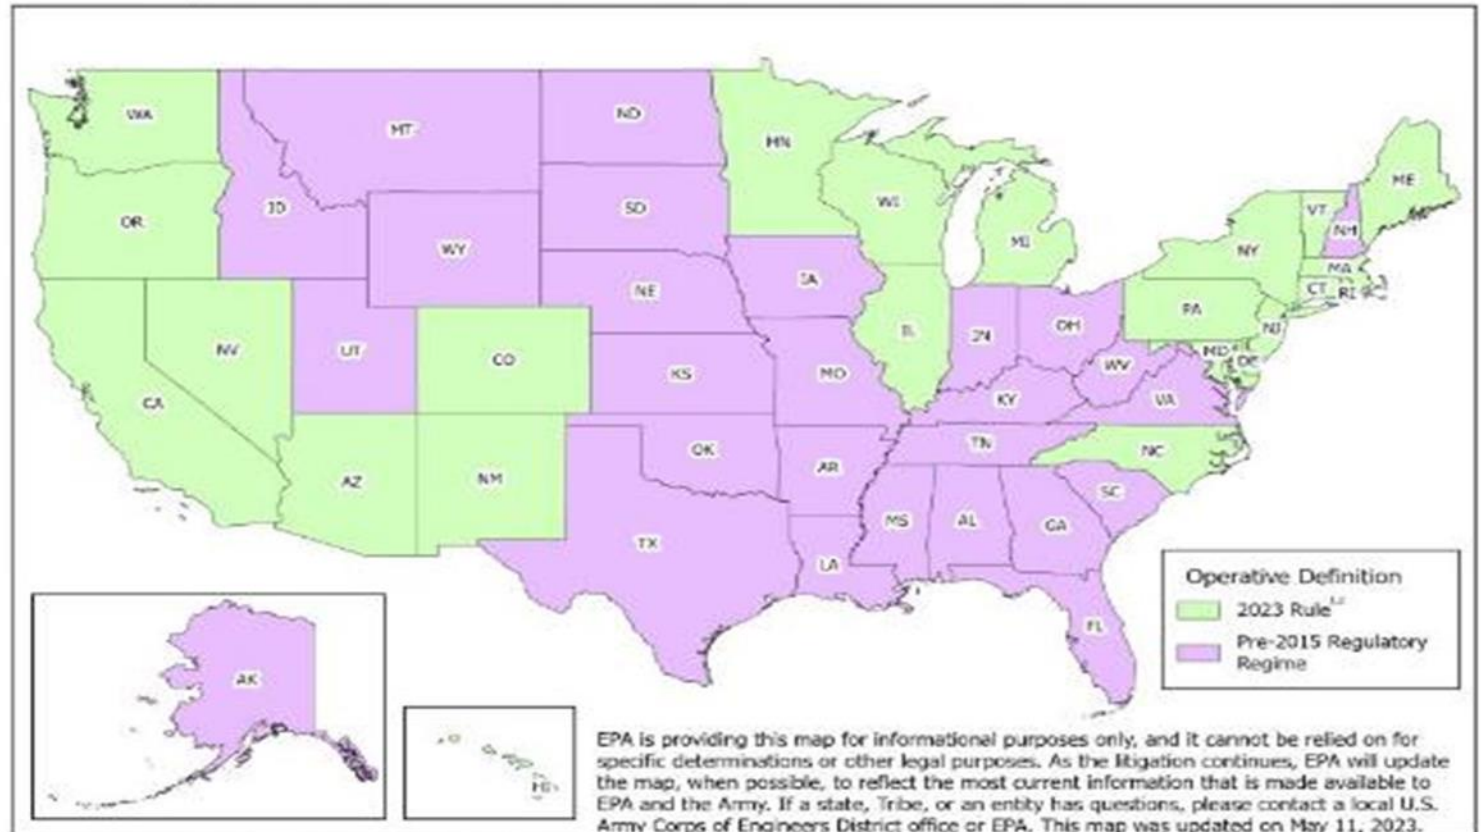 WA
MT
ND
MN
OR
ID
SD
WI
MI
ME
VT
NH
NY
WY
MA
CT
RI
IA
NE
PA
NJ
NV
UT
CO
IL
IN
OH
MD
DE
CA
KS
MO
WV
KY
VA
AZ
NM
OK
AR
TN
NC
SC
MS
AL
GA
TX
LA
FL
AK
HI
Operative Definition
2023 Rule
Pre-2015 Regulatory
Regime
EPA is providing this map for informational purposes only, and it cannot be relied on for
specific determinations or other legal purposes. As the litigation continues, EPA will update
the map, when possible, to reflect the most current information that is made available to
EPA and the Army. If a state, Tribe, or an entity has questions, please contact a local U.S.
Army Corps of Engineers District office or EPA. This map was updated on May 11, 2023.